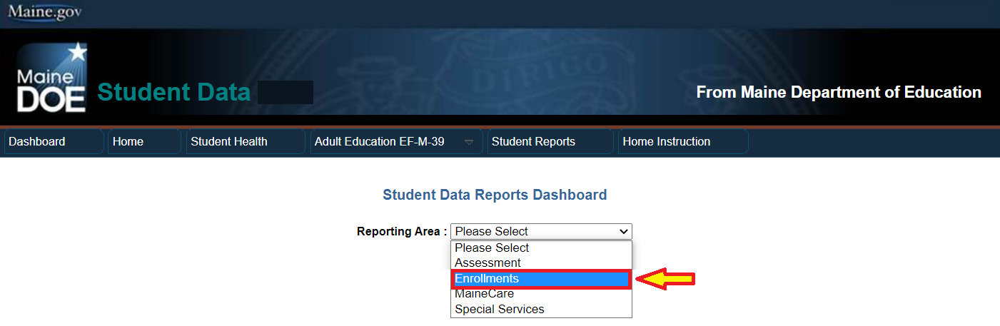 Maine.gov
Maine
DOE
Student Data
From Maine Department of Education
Dashboard Home Student Health Adult Education EF-M-39 Student Reports Home Instruction
Student Data Reports Dashboard
Reporting Area : Please Select
Please Select
Assessment
Enrollments
MaineCare
Special Services
DIRIGO